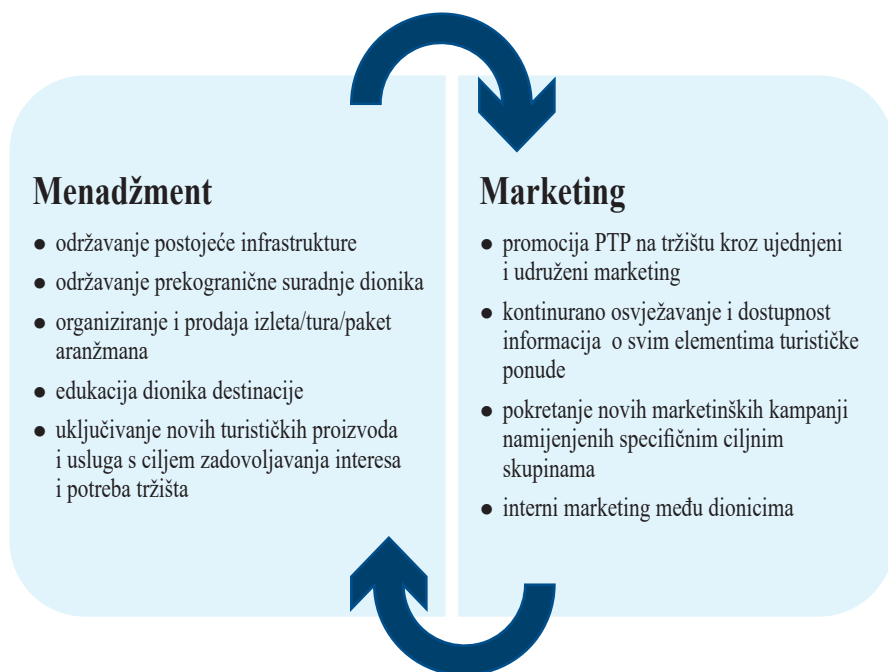 Menadžment
● održavanje postojeće infrastrukture
● održavanje prekogranične suradnje dionika
● organiziranje i prodaja izleta/tura/paket
aranžmana
● edukacija dionika destinacije
● uključivanje novih turističkih proizvoda
i usluga s ciljem zadovoljavanja interesa
i potreba tržišta
Marketing
● promocija PTP na tržištu kroz ujednjeni
i udruženi marketing
● kontinurano osvježavanje i dostupnost
informacija o svim elementima turističke
ponude
● pokretanje novih marketinških kampanji
namijenjenih specifičnim ciljnim
skupinama
● interni marketing među dionicima